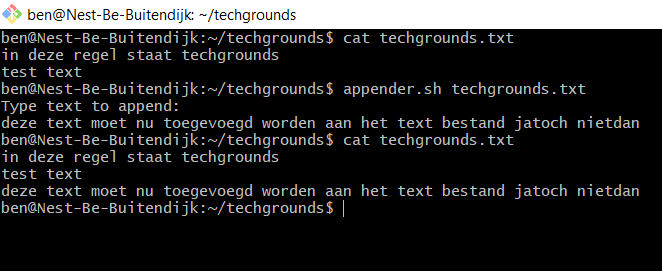 ben@Nest-Be-Buitendijk: ~/techgrounds
ben@Nest-Be-Buitendijk:~/techgrounds$ cat techgrounds.txt
in deze regel staat techgrounds
test text
ben@Nest-Be-Buitendijk:~/techgrounds$ appender.sh techgrounds.txt
Type text to append:
deze text moet nu toegevoegd worden aan het text bestand jatoch nietdan
ben@Nest-Be-Buitendijk:~/techgrounds$ cat techgrounds.txt
in deze regel staat techgrounds
test text
deze text moet nu toegevoegd worden aan het text bestand jatoch nietdan
ben@Nest-Be-Buitendijk:~/techgrounds$